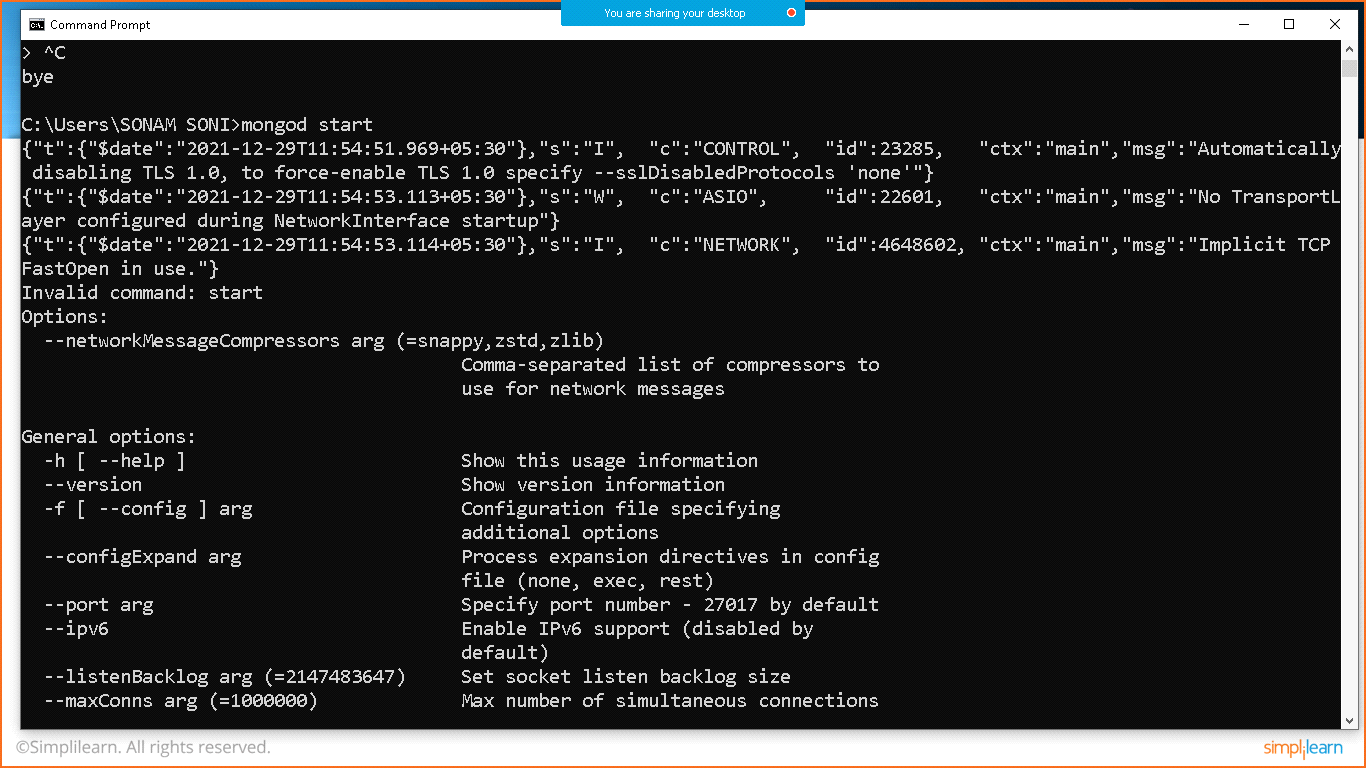 You are sharing your desktop
Command Prompt
> ^C
bye
C:\Users\SONAM SONI>mongod start
{"t":{"$date":"2021-12-29T11:54:51.969+05:30"},"s":"I",  "c":"CONTROL",  "id":23285,   "ctx":"main","msg":"Automatically
 disabling TLS 1.0, to force-enable TLS 1.0 specify --sslDisabledProtocols 'none'"}
{"t":{"$date":"2021-12-29T11:54:53.113+05:30"},"s":"W",  "c":"ASIO",     "id":22601,   "ctx":"main","msg":"No TransportL
ayer configured during NetworkInterface startup"}
{"t":{"$date":"2021-12-29T11:54:53.114+05:30"},"s":"I",  "c":"NETWORK",  "id":4648602, "ctx":"main","msg":"Implicit TCP
FastOpen in use."}
Invalid command: start
Options:
  --networkMessageCompressors arg (=snappy,zstd,zlib)
                                        Comma-separated list of compressors to
                                        use for network messages
General options:
  -h [ --help ]                         Show this usage information
  --version                             Show version information
  -f [ --config ] arg                   Configuration file specifying
                                        additional options
  --configExpand arg                    Process expansion directives in config
                                        file (none, exec, rest)
  --port arg                            Specify port number - 27017 by default
  --ipv6                                Enable IPv6 support (disabled by
                                        default)
  --listenBacklog arg (=2147483647)     Set socket listen backlog size
  --maxConns arg (=1000000)             Max number of simultaneous connections
©Simplilearn. All rights reserved.
simplilearn